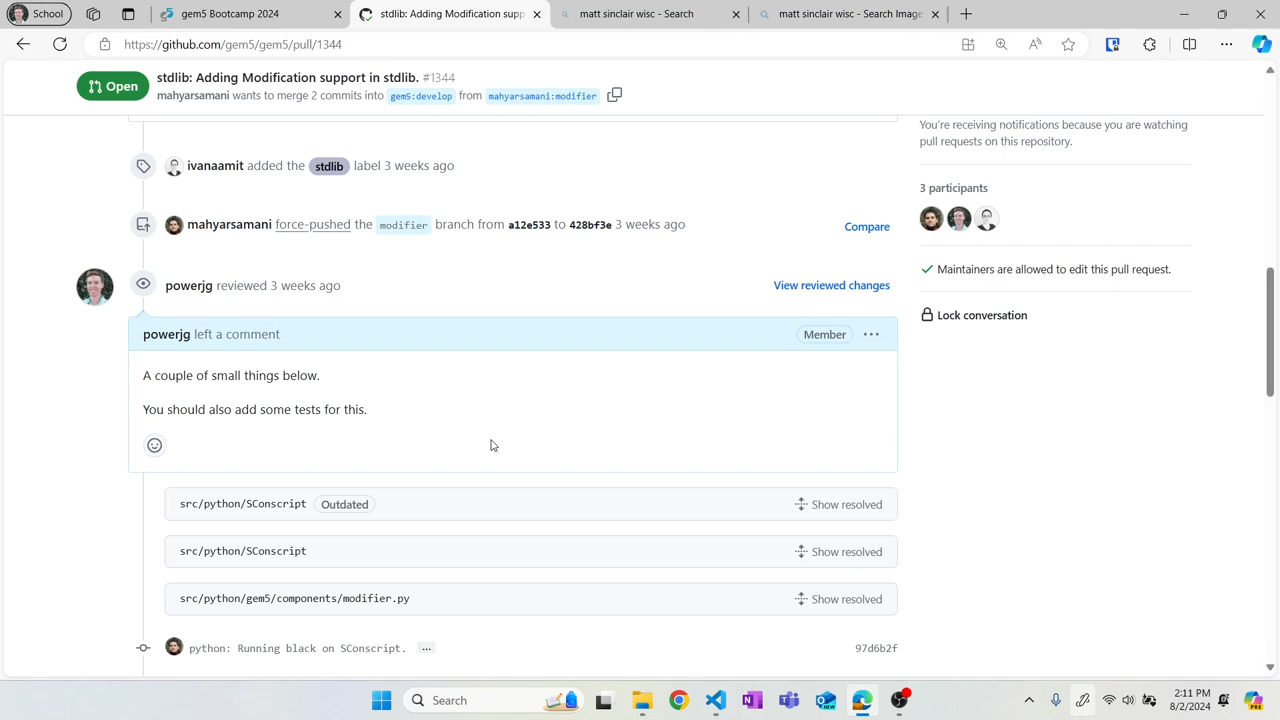 School
gem5 Bootcamp 2024
stdlib: Adding Modification supp
matt sinclair wisc - Search
matt sinclair wisc - Search Imag
https://github.com/gem5/gem5/pull/1344
Open
stdlib: Adding Modification support in stdlib. #1344
mahyarsamani wants to merge 2 commits into gem5:develop from mahyarsamani:modifier
You're receiving notifications because you are watching
pull requests on this repository.
ivanaamit added the stdlib label 3 weeks ago
3 participants
mahyarsamani force-pushed the modifier branch from a12e533 to 428bf3e 3 weeks ago
Compare
Maintainers are allowed to edit this pull request.
powerjg reviewed 3 weeks ago
View reviewed changes
Lock conversation
powerjg left a comment
Member
A couple of small things below.
You should also add some tests for this.
src/python/SConscript Outdated
Show resolved
src/python/SConscript
Show resolved
src/python/gem5/components/modifier.py
Show resolved
python: Running black on SConscript. ...
97d6b2f
Search
2:11 PM
8/2/2024